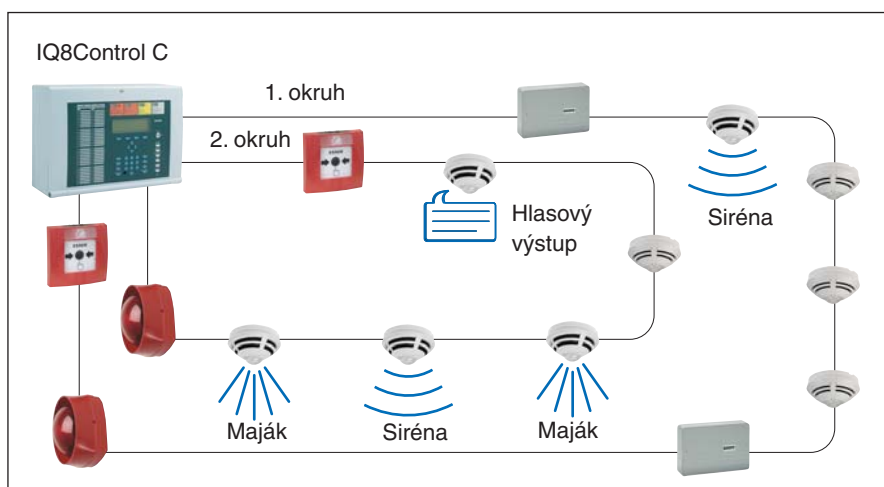 IQ8Control C
1. okruh
2. okruh
Hlasový
výstup
Siréna
Maják
Siréna
Maják